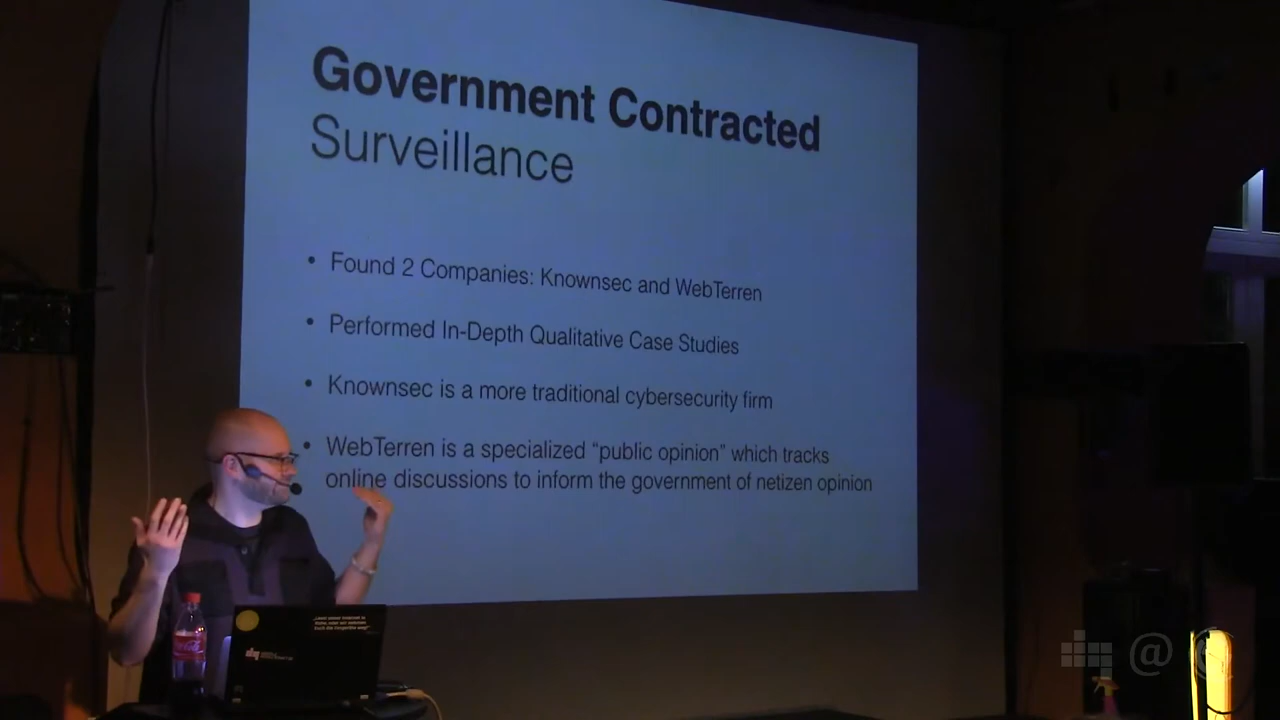 Government Contracted
Surveillance
• Found 2 Companies: Knownsec and WebTerren
• Performed In-Depth Qualitative Case Studies
• Knownsec is a more traditional cybersecurity firm
• WebTerren is a specialized “public opinion” which tracks
online discussions to inform the government of netizen opinion
@